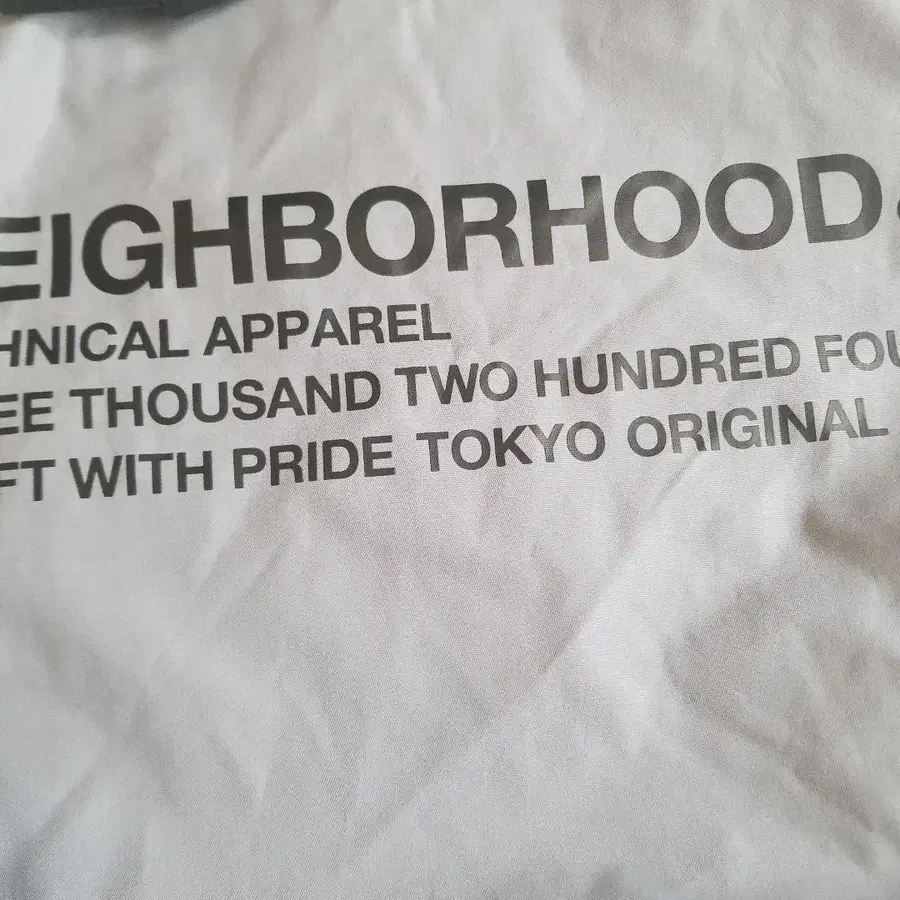 EIGHBORHOOD
HNICAL APPAREL
EE THOUSAND TWO HUNDRED FOU
FT WITH PRIDE TOKYO ORIGINAL